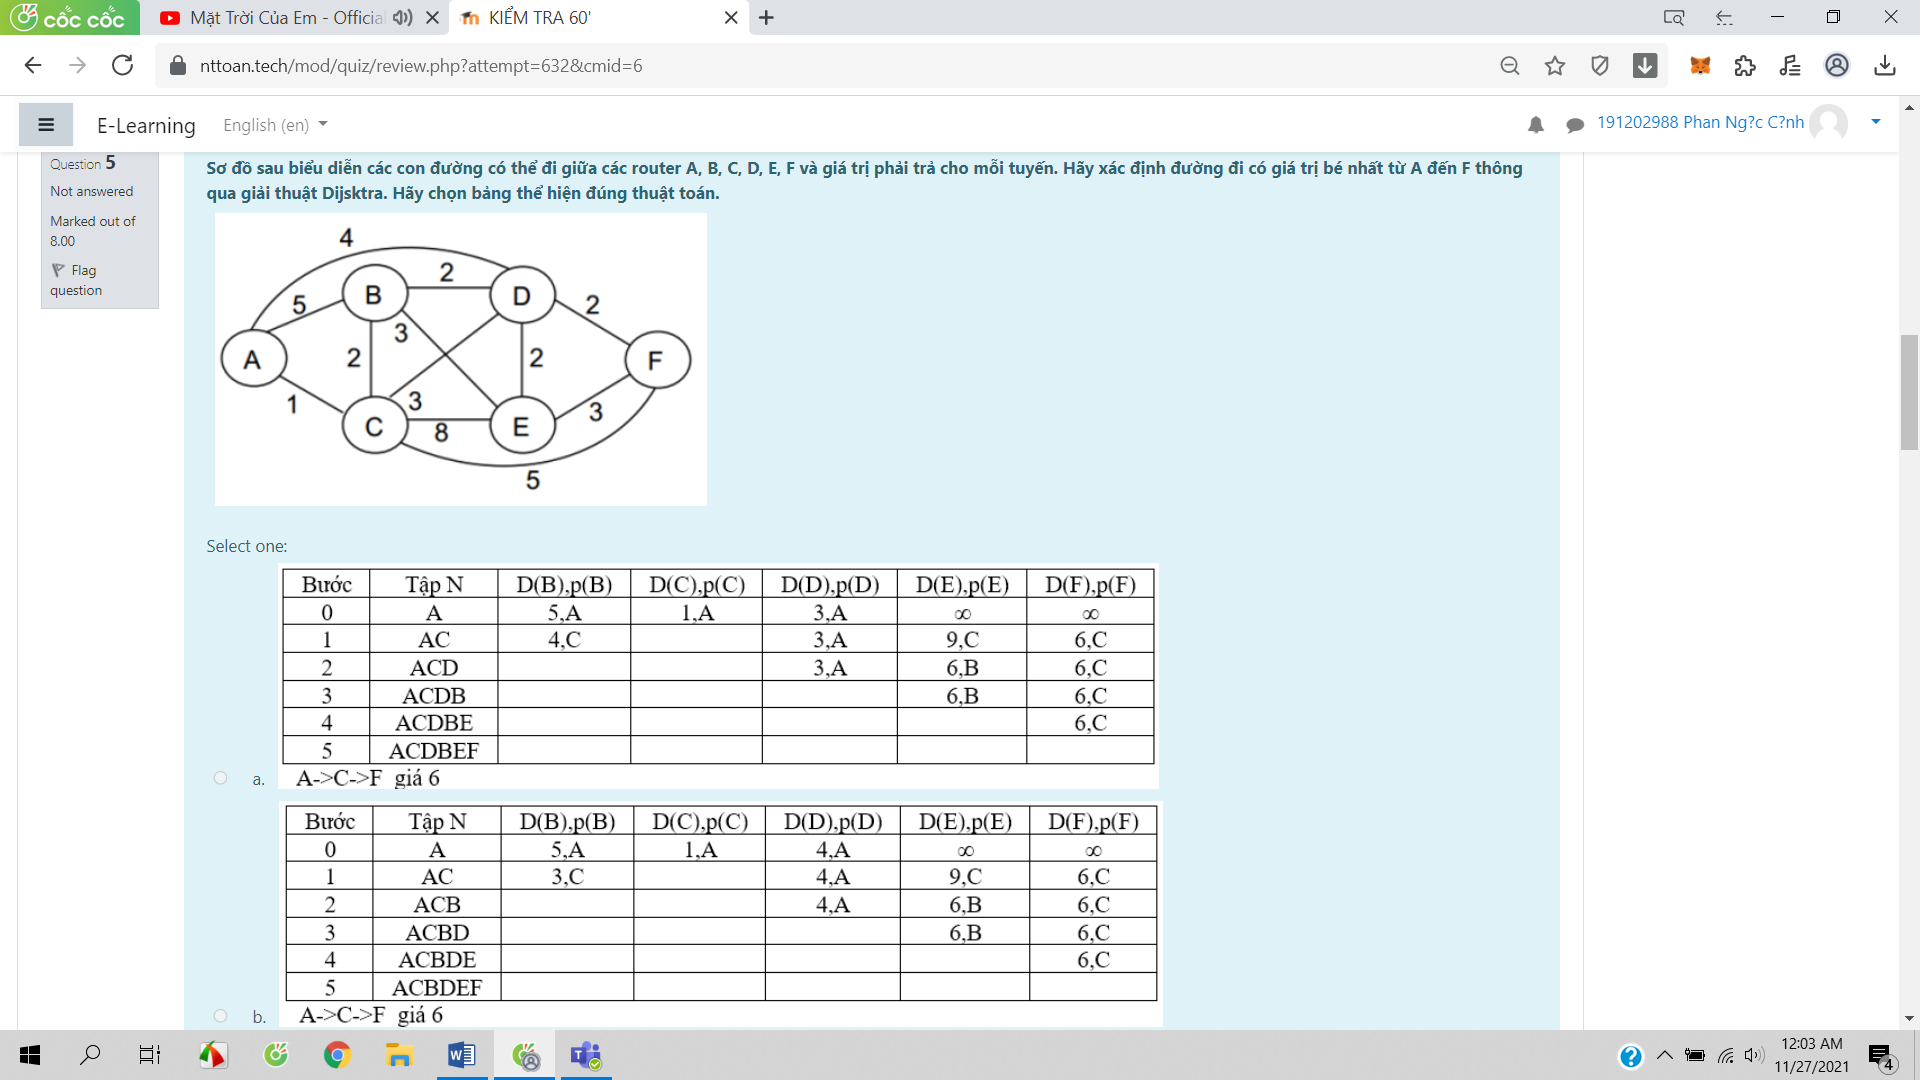 cốc cốc
Mặt Trời Của Em - Official
KIỂM TRA 60'
nttoan.tech/mod/quiz/review.php?attempt=632&cmid=6
E-Learning
English (en)
191202988 Phan Ng?c C?nh
Question 5
Not answered
Marked out of
8.00
Flag
question
Sơ đồ sau biểu diễn các con đường có thể đi giữa các router A, B, C, D, E, F và giá trị phải trả cho mỗi tuyến. Hãy xác định đường đi có giá trị bé nhất từ A đến F thông
qua giải thuật Dijsktra. Hãy chọn bảng thể hiện đúng thuật toán.
4
B 2 D
5 2
3
A 2 2 F
1 3 3
C 8 E
5
Select one:
Bước Tập N D(B),p(B) D(C),p(C) D(D),p(D) D(E),p(E) D(F),p(F)
0 A 5,A 1,A 3,A ∞ ∞
1 AC 4,C 3,A 9,C 6,C
2 ACD 3,A 6,B 6,C
3 ACDB 6,B 6,C
4 ACDBE 6,C
5 ACDBEF
a. A->C->F giá 6
Bước Tập N D(B),p(B) D(C),p(C) D(D),p(D) D(E),p(E) D(F),p(F)
0 A 5,A 1,A 4,A ∞ ∞
1 AC 3,C 4,A 9,C 6,C
2 ACB 4,A 6,B 6,C
3 ACBD 6,B 6,C
4 ACBDE 6,C
5 ACBDEF
b. A->C->F giá 6
12:03 AM
11/27/2021
4